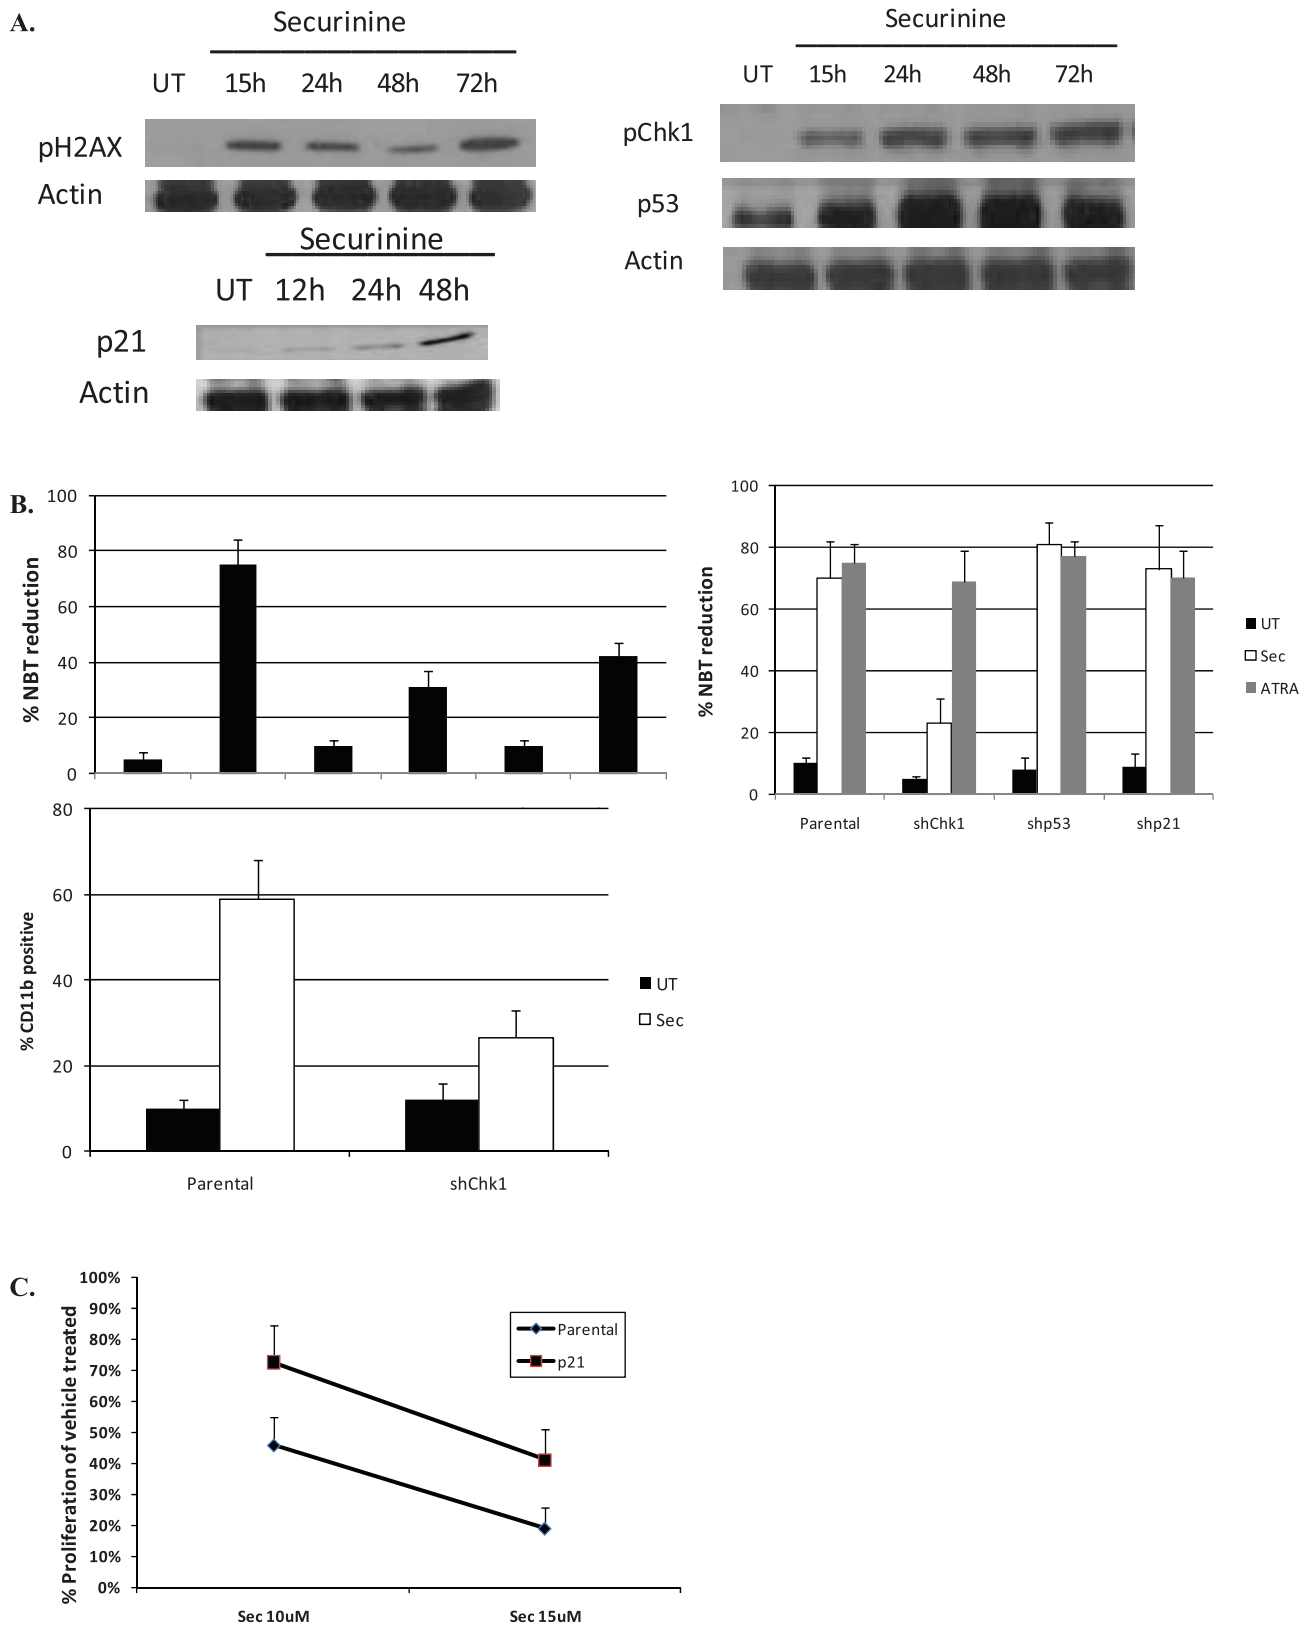 A.
Securinine
UT 15h 24h 48h 72h
pH2AX
Actin
Securinine
UT 12h 24h 48h
p21
Actin
Securinine
UT 15h 24h 48h 72h
pChk1
p53
Actin
B.
% NBT reduction
100
80
60
40
20
0
% NBT reduction
100
80
60
40
20
0
Parental shChk1 shp53 shp21
UT
Sec
ATRA
% CD11b positive
80
60
40
20
0
Parental shChk1
UT
Sec
C.
% Proliferation of vehicle treated
100%
90%
80%
70%
60%
50%
40%
30%
20%
10%
0%
Parental
p21
Sec 10uM Sec 15uM